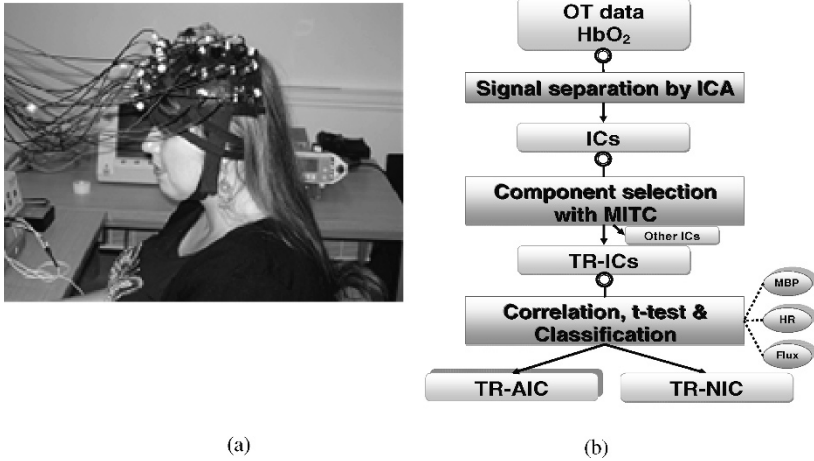 OT data
HbO₂
Signal separation by ICA
ICs
Component selection
with MITC
Other ICs
TR-ICs
Correlation, t-test &
Classification
MBP
HR
Flux
TR-AIC
TR-NIC
(a)
(b)